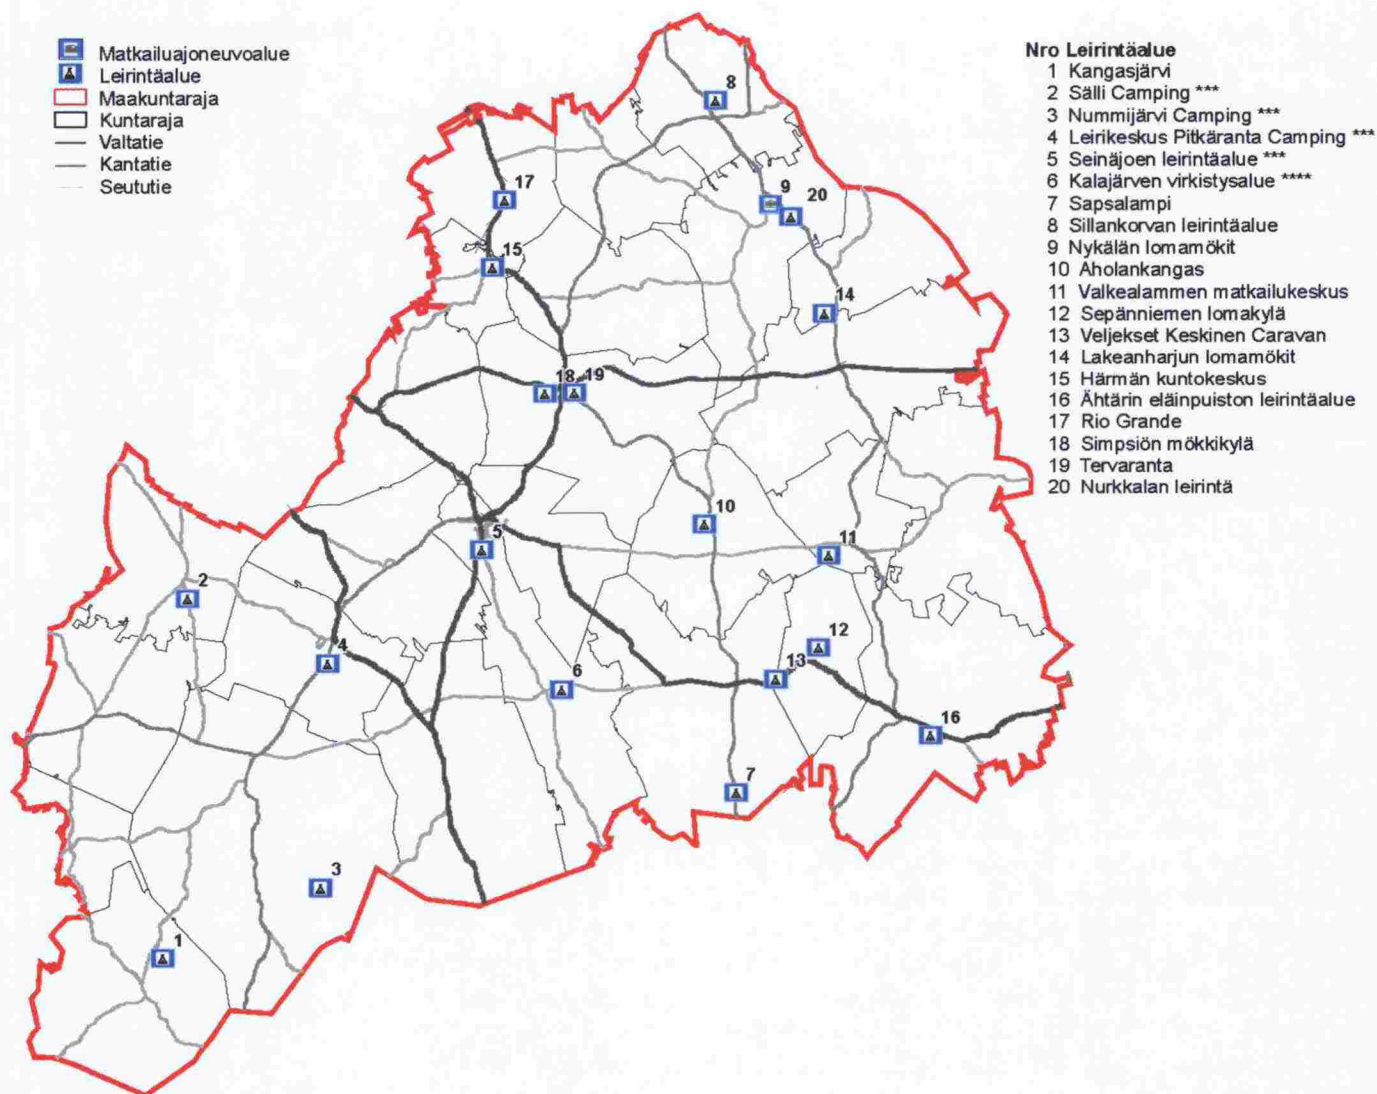 Matkailuajoneuvoalue
Leirintäalue
Maakuntaraja
Kuntaraja
Valtatie
Kantatie
Seututie
Nro Leirintäalue
1 Kangasjärvi
2 Sälli Camping ***
3 Nummijärvi Camping ***
4 Leirikeskus Pitkäranta Camping ***
5 Seinäjoen leirintäalue ***
6 Kalajärven virkistysalue ****
7 Sapsalampi
8 Sillankorvan leirintäalue
9 Nykälän lomamökit
10 Aholankangas
11 Valkealammen matkailukeskus
12 Sepänniemen lomakylä
13 Veljekset Keskinen Caravan
14 Lakeanharjun lomamökit
15 Härmän kuntokeskus
16 Ähtärin eläinpuiston leirintäalue
17 Rio Grande
18 Simpsiön mökkikylä
19 Tervaranta
20 Nurkkalan leirintä
8
17
9
20
15
14
18
19
10
5
11
2
4
12
13
6
16
7
3
1